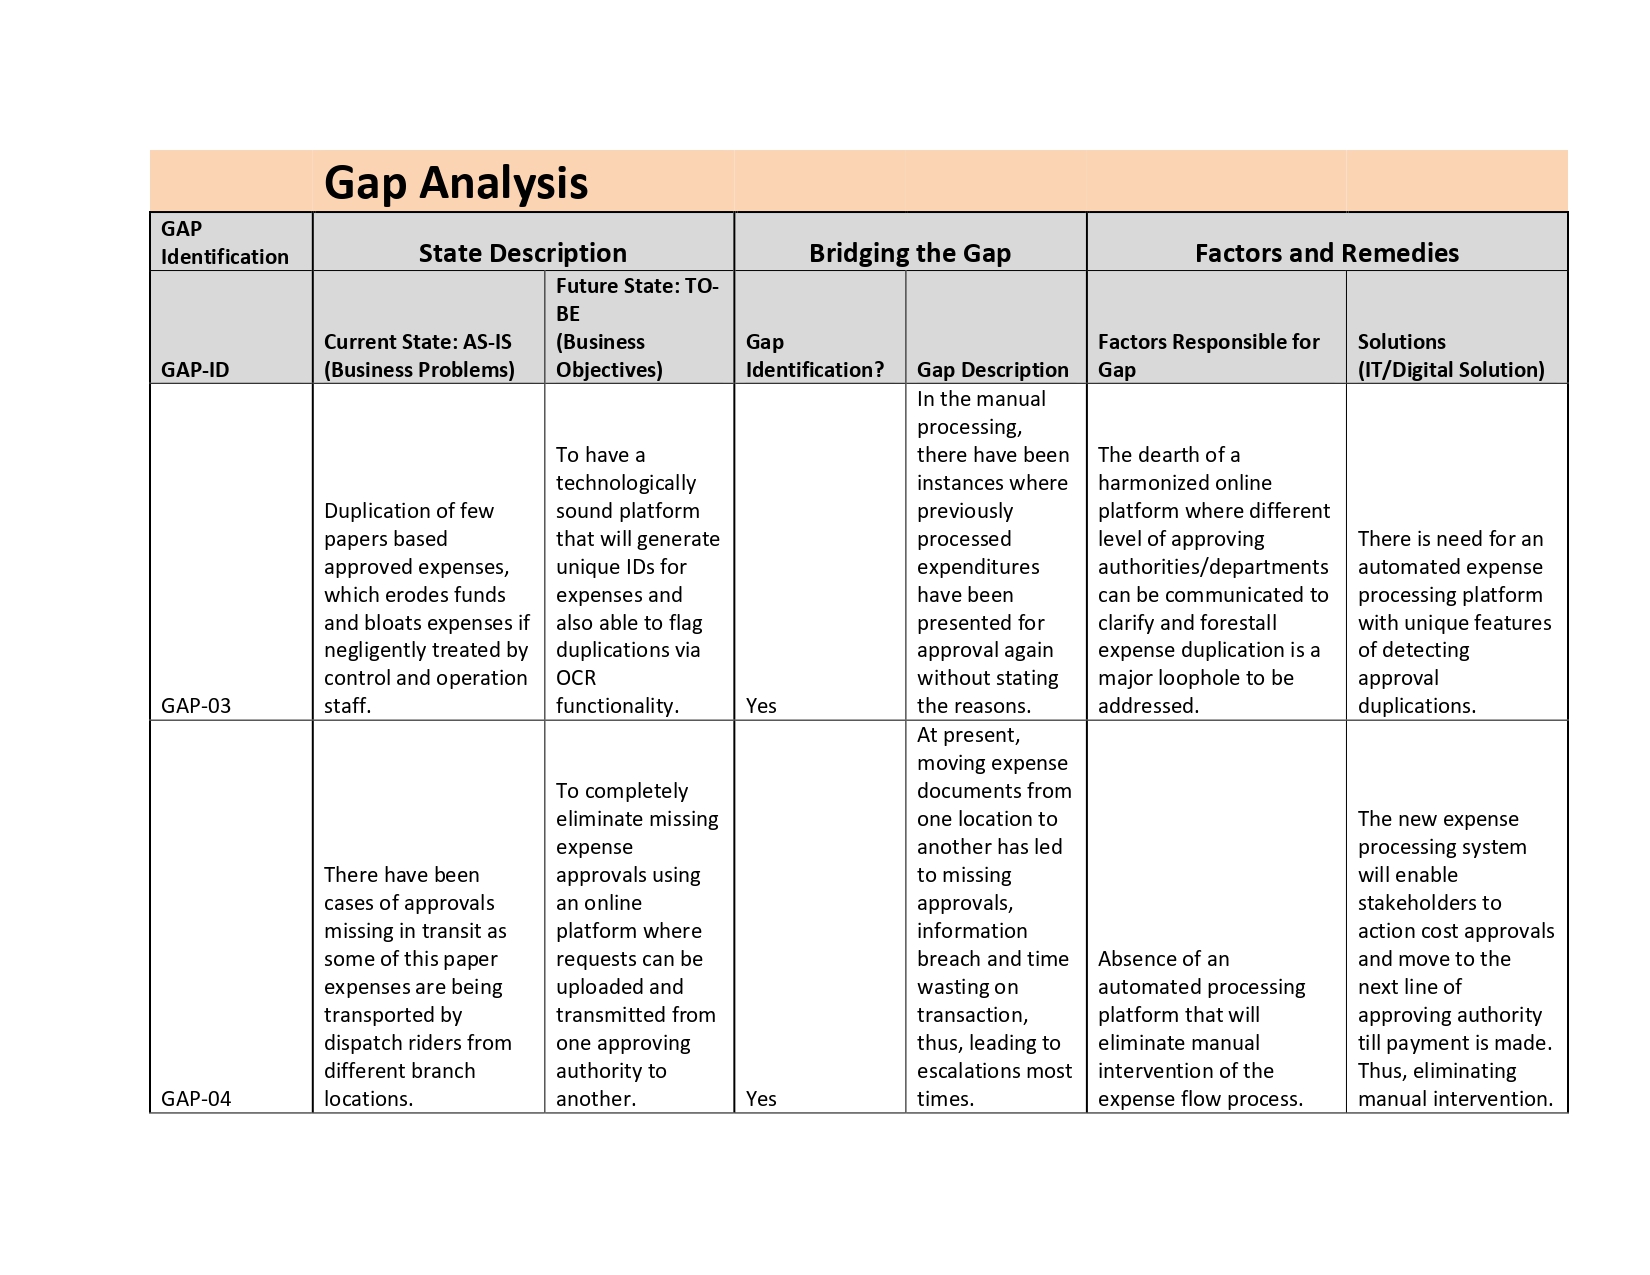 Gap Analysis
GAP
Identification
State Description
Bridging the Gap
Factors and Remedies
GAP-ID
Current State: AS-IS
(Business Problems)
Future State: TO-
BE
(Business
Objectives)
Gap
Identification?
Gap Description
Factors Responsible for
Gap
Solutions
(IT/Digital Solution)
GAP-03
Duplication of few
papers based
approved expenses,
which erodes funds
and bloats expenses if
negligently treated by
control and operation
staff.
To have a
technologically
sound platform
that will generate
unique IDs for
expenses and
also able to flag
duplications via
OCR
functionality.
Yes
In the manual
processing,
there have been
instances where
previously
processed
expenditures
have been
presented for
approval again
without stating
the reasons.
The dearth of a
harmonized online
platform where different
level of approving
authorities/departments
can be communicated to
clarify and forestall
expense duplication is a
major loophole to be
addressed.
There is need for an
automated expense
processing platform
with unique features
of detecting
approval
duplications.
GAP-04
There have been
cases of approvals
missing in transit as
some of this paper
expenses are being
transported by
dispatch riders from
different branch
locations.
To completely
eliminate missing
expense
approvals using
an online
platform where
requests can be
uploaded and
transmitted from
one approving
authority to
another.
Yes
At present,
moving expense
documents from
one location to
another has led
to missing
approvals,
information
breach and time
wasting on
transaction,
thus, leading to
escalations most
times.
Absence of an
automated processing
platform that will
eliminate manual
intervention of the
expense flow process.
The new expense
processing system
will enable
stakeholders to
action cost approvals
and move to the
next line of
approving authority
till payment is made.
Thus, eliminating
manual intervention.